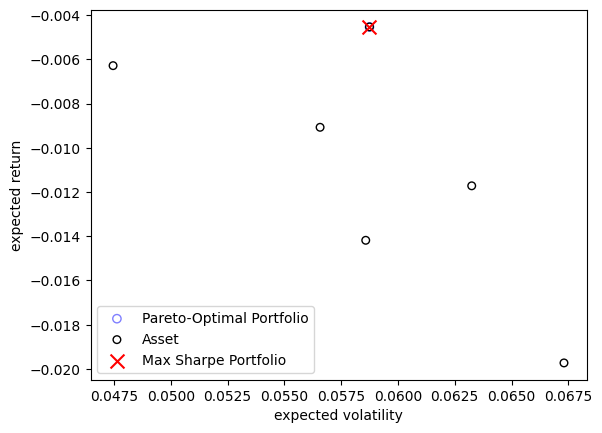 −0.004
−0.006
−0.008
−0.010
−0.012
−0.014
−0.016
−0.018
−0.020
expected return
Pareto-Optimal Portfolio
Asset
Max Sharpe Portfolio
0.0475 0.0500 0.0525 0.0550 0.0575 0.0600 0.0625 0.0650 0.0675
expected volatility